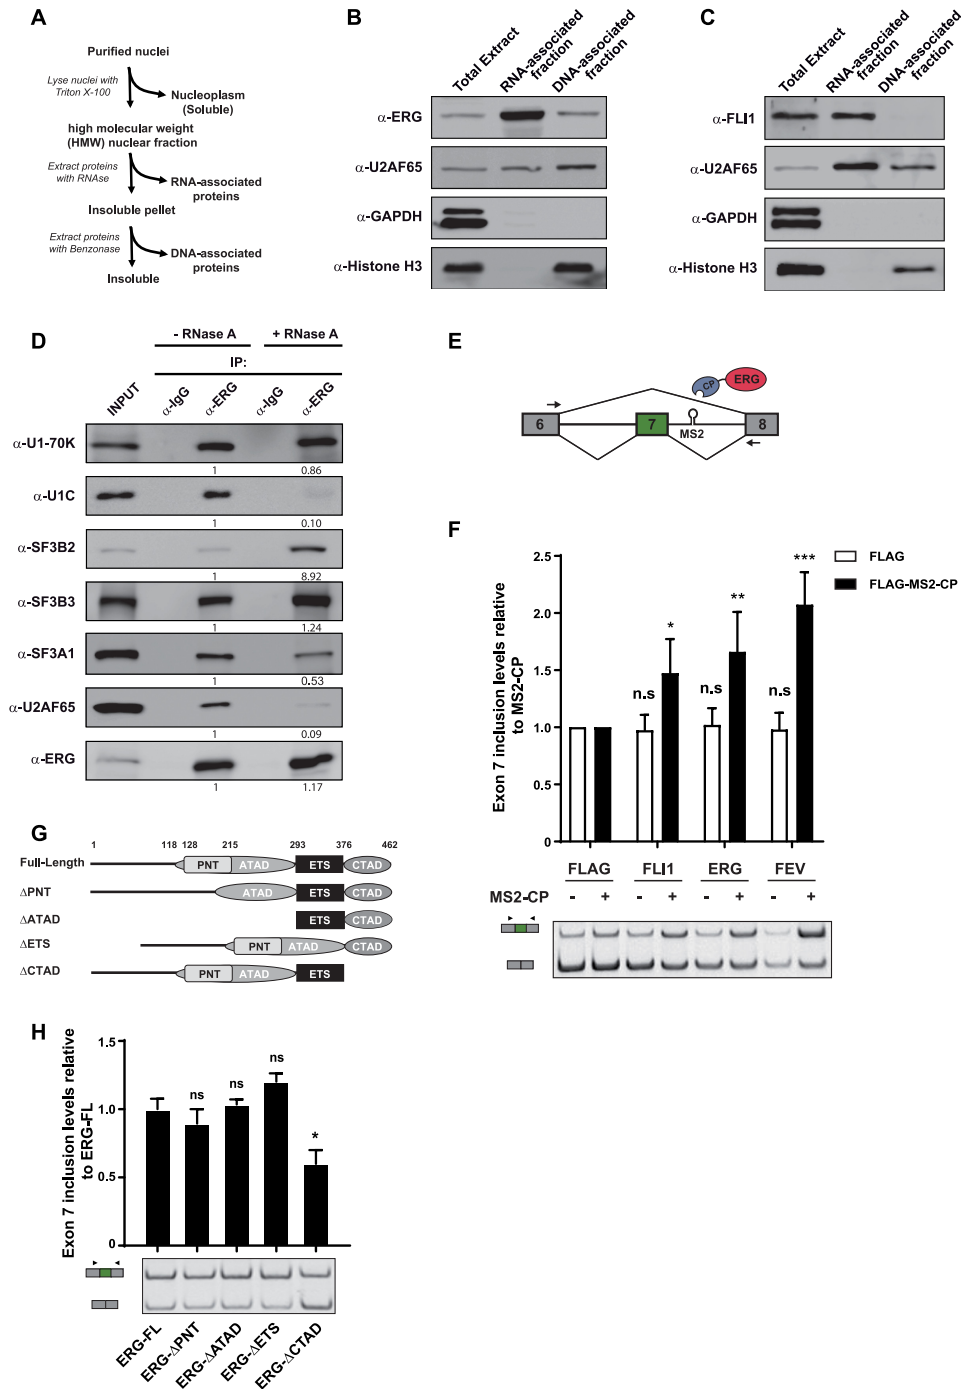 A
Purified nuclei
Lyse nuclei with
Triton X-100
Nucleoplasm
(Soluble)
high molecular weight
(HMW) nuclear fraction
Extract proteins
with RNAse
RNA-associated
proteins
Insoluble pellet
Extract proteins
with Benzonase
DNA-associated
proteins
Insoluble
B
Total Extract
RNA-associated
fraction
DNA-associated
fraction
α-ERG
α-U2AF65
α-GAPDH
α-Histone H3
C
Total Extract
RNA-associated
fraction
DNA-associated
fraction
α-FLI1
α-U2AF65
α-GAPDH
α-Histone H3
D
- RNase A
+ RNase A
IP:
INPUT
α-IgG
α-ERG
α-IgG
α-ERG
α-U1-70K
1 0.86
α-U1C
1 0.10
α-SF3B2
1 8.92
α-SF3B3
1 1.24
α-SF3A1
1 0.53
α-U2AF65
1 0.09
α-ERG
1 1.17
E
CP ERG
6 7 MS2 8
F
FLAG
FLAG-MS2-CP
Exon 7 inclusion levels relative
to MS2-CP
2.5
2.0
1.5
1.0
0.5
0
n.s * n.s ** n.s ***
FLAG FLI1 ERG FEV
MS2-CP - + - + - + - +
G
1 118 128 215 293 376 462
Full-Length PNT ATAD ETS CTAD
ΔPNT ATAD ETS CTAD
ΔATAD ETS CTAD
ΔETS PNT ATAD CTAD
ΔCTAD PNT ATAD ETS
H
Exon 7 inclusion levels relative
to ERG-FL
1.5
1.0
0.5
0
ns ns ns *
ERG-FL
ERG-ΔPNT
ERG-ΔATAD
ERG-ΔETS
ERG-ΔCTAD